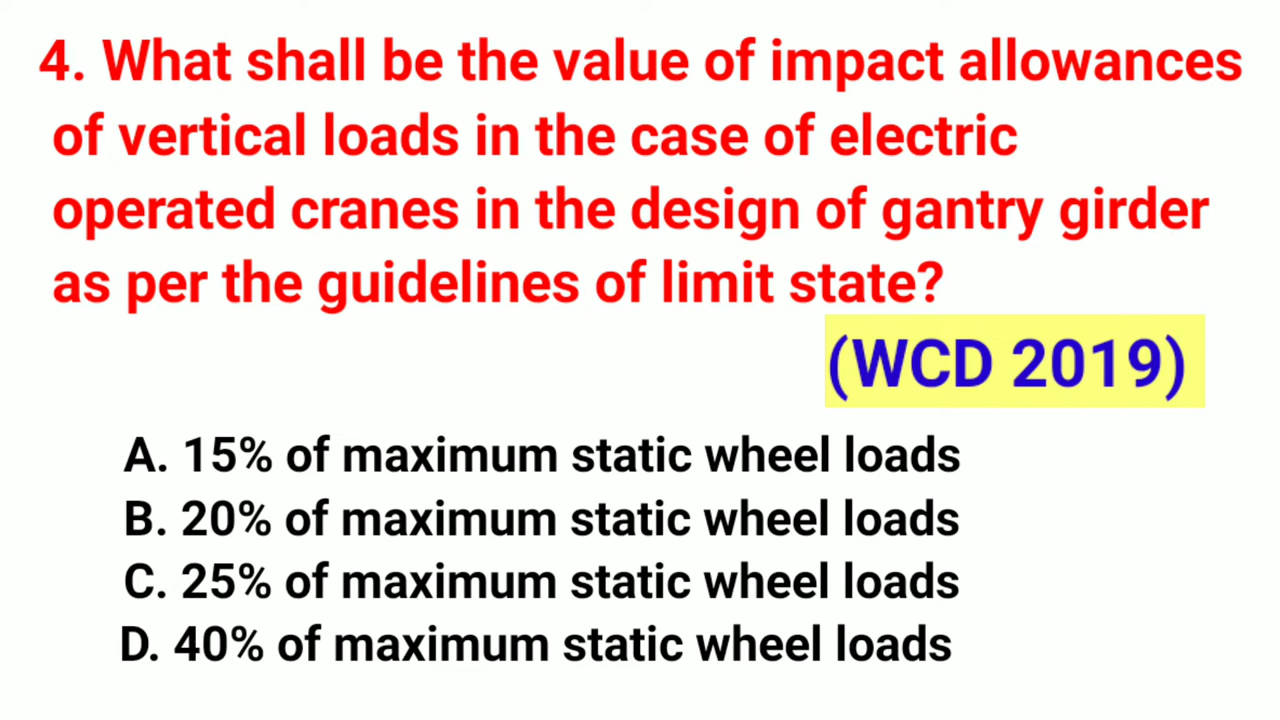 4. What shall be the value of impact allowances
of vertical loads in the case of electric
operated cranes in the design of gantry girder
as per the guidelines of limit state?
(WCD 2019)
A. 15% of maximum static wheel loads
B. 20% of maximum static wheel loads
C. 25% of maximum static wheel loads
D. 40% of maximum static wheel loads